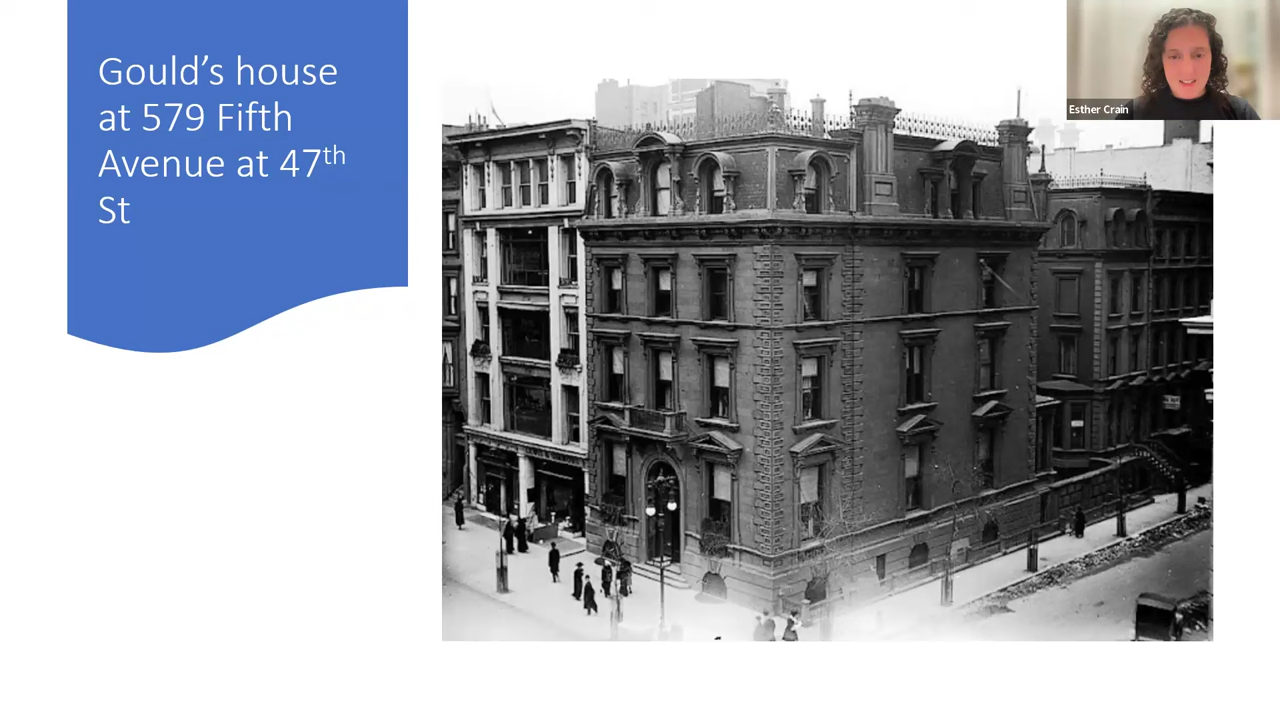 Gould’s house
at 579 Fifth
Avenue at 47th
St
Esther Crain